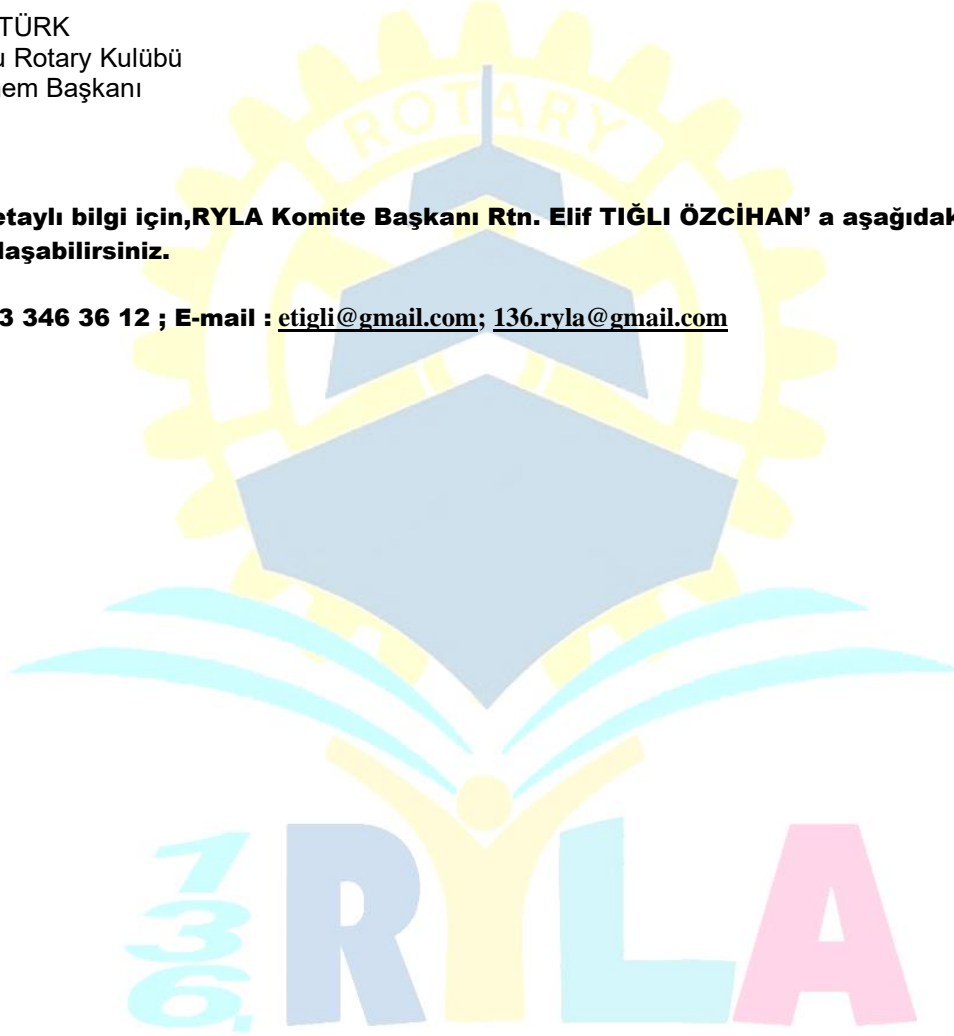 TÜRK
u Rotary Kulübü
em Başkanı
ROTARY
etaylı bilgi için,RYLA Komite Başkanı Rtn. Elif TIĞLI ÖZCİHAN’ a aşağıdak
laşabilirsiniz.
3 346 36 12 ; E-mail : etigli@gmail.com; 136.ryla@gmail.com
136.
RYLA